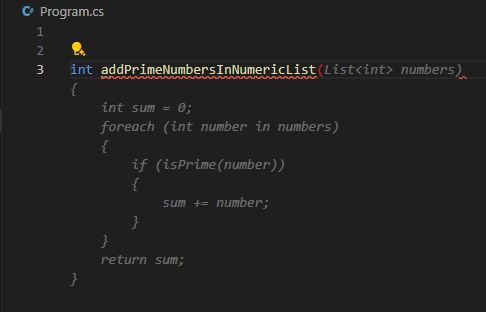 C# Program.cs
1
2
3 int addPrimeNumbersInNumericList(List<int> numbers)
{
int sum = 0;
foreach (int number in numbers)
{
if (isPrime(number))
{
sum += number;
}
}
return sum;
}